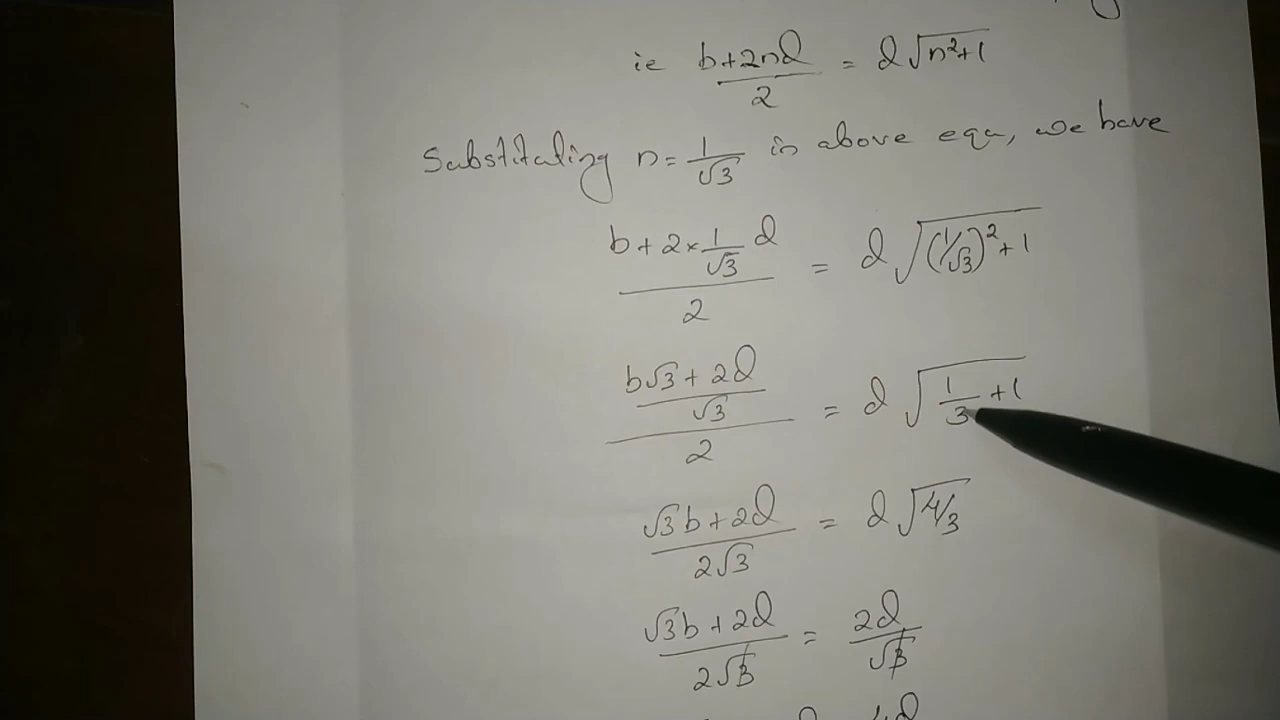 ie (b+2nd)/2 = d√(n²+1)
Substituting n = 1/√3 in above eqn, we have
(b + 2 × 1/√3 d)/2 = d√((1/√3)² + 1)
((b√3 + 2d)/√3)/2 = d√(1/3 + 1)
(√3b + 2d)/(2√3) = d√(4/3)
(√3b + 2d)/(2√3) = 2d/√3